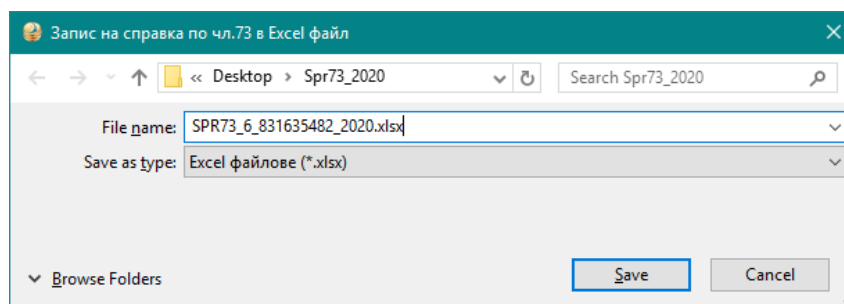 Запис на справка по чл.73 в Excel файл
« Desktop › Spr73_2020
Search Spr73_2020
File name: SPR73_6_831635482_2020.xlsx
Save as type: Excel файлове (*.xlsx)
Browse Folders
Save
Cancel